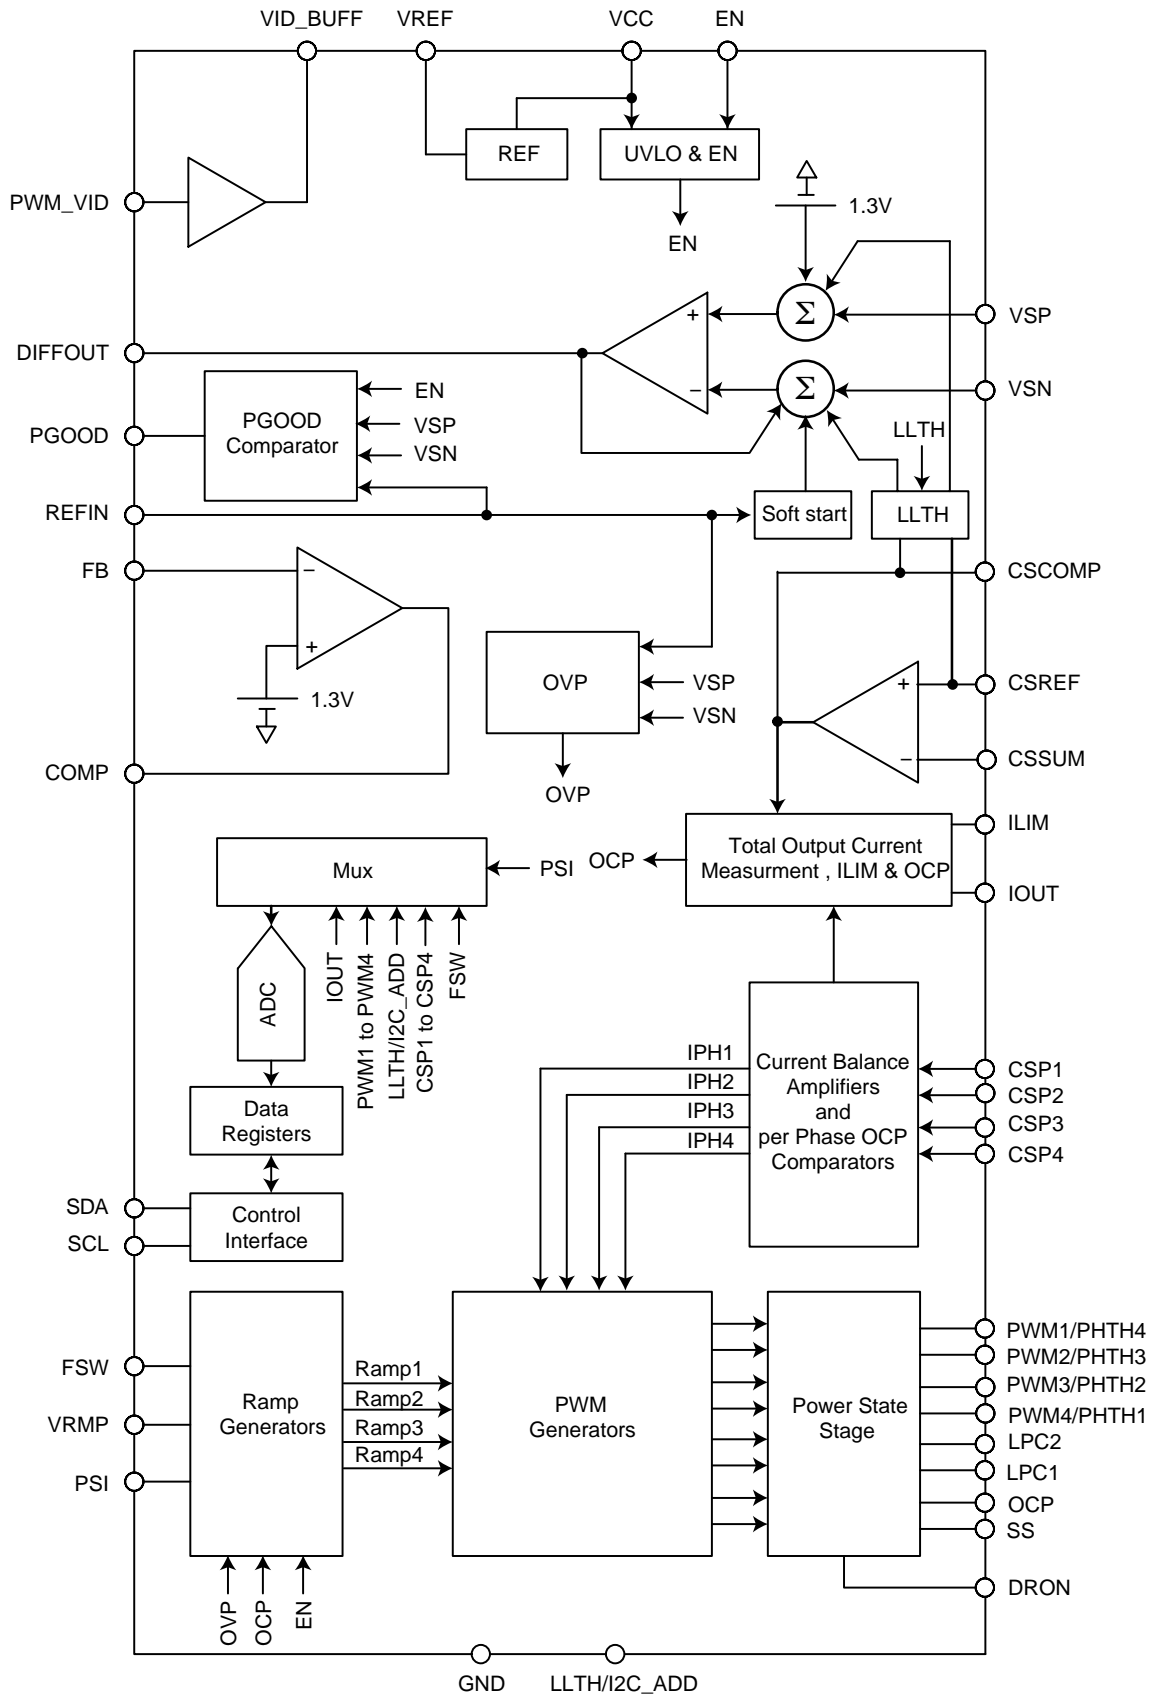 VID_BUFF
VREF
VCC
EN
REF
UVLO & EN
PWM_VID
1.3V
EN
Σ
VSP
+
DIFFOUT
−
Σ
VSN
EN
PGOOD
Comparator
VSP
VSN
PGOOD
LLTH
REFIN
Soft start
LLTH
FB
−
CSCOMP
+
1.3V
OVP
VSP
VSN
+
CSREF
−
CSSUM
COMP
OVP
ILIM
Total Output Current
Measurment , ILIM & OCP
OCP
IOUT
Mux
PSI
IOUT
PWM1 to PWM4
LLTH/I2C_ADD
CSP1 to CSP4
FSW
ADC
IPH1
IPH2
IPH3
IPH4
Current Balance
Amplifiers
and
per Phase OCP
Comparators
CSP1
CSP2
CSP3
CSP4
Data
Registers
SDA
SCL
Control
Interface
FSW
VRMP
PSI
Ramp
Generators
Ramp1
Ramp2
Ramp3
Ramp4
PWM
Generators
Power State
Stage
PWM1/PHTH4
PWM2/PHTH3
PWM3/PHTH2
PWM4/PHTH1
LPC2
LPC1
OCP
SS
DRON
OVP
OCP
EN
GND
LLTH/I2C_ADD